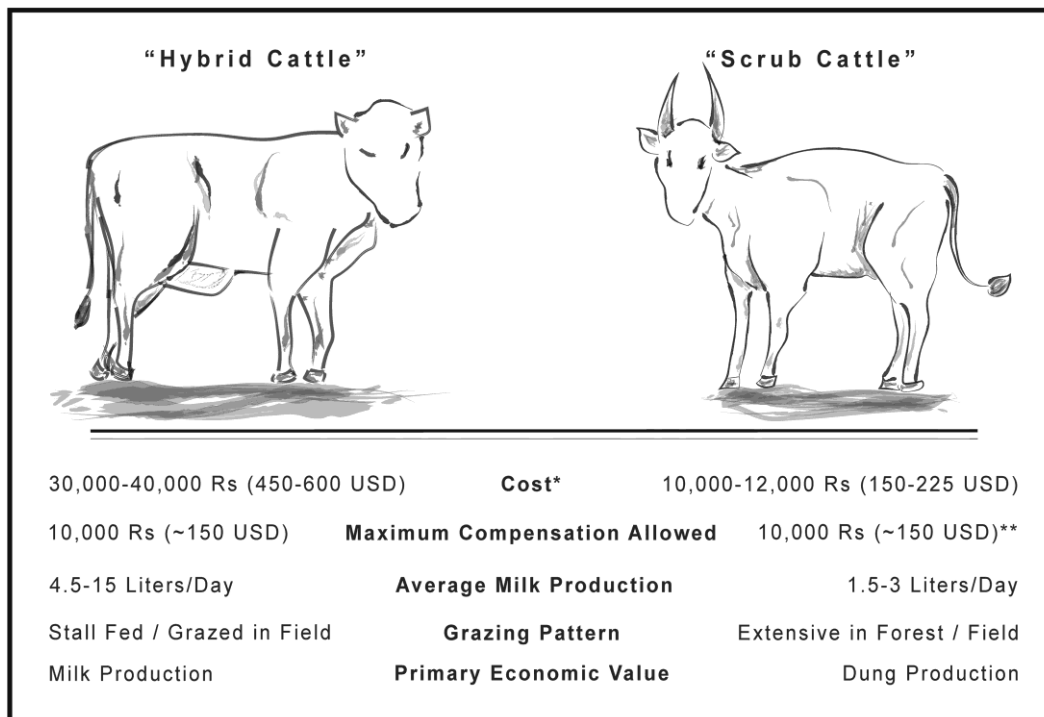 “Hybrid Cattle” “Scrub Cattle”
30,000-40,000 Rs (450-600 USD) Cost* 10,000-12,000 Rs (150-225 USD)
10,000 Rs (~150 USD) Maximum Compensation Allowed 10,000 Rs (~150 USD)**
4.5-15 Liters/Day Average Milk Production 1.5-3 Liters/Day
Stall Fed / Grazed in Field Grazing Pattern Extensive in Forest / Field
Milk Production Primary Economic Value Dung Production